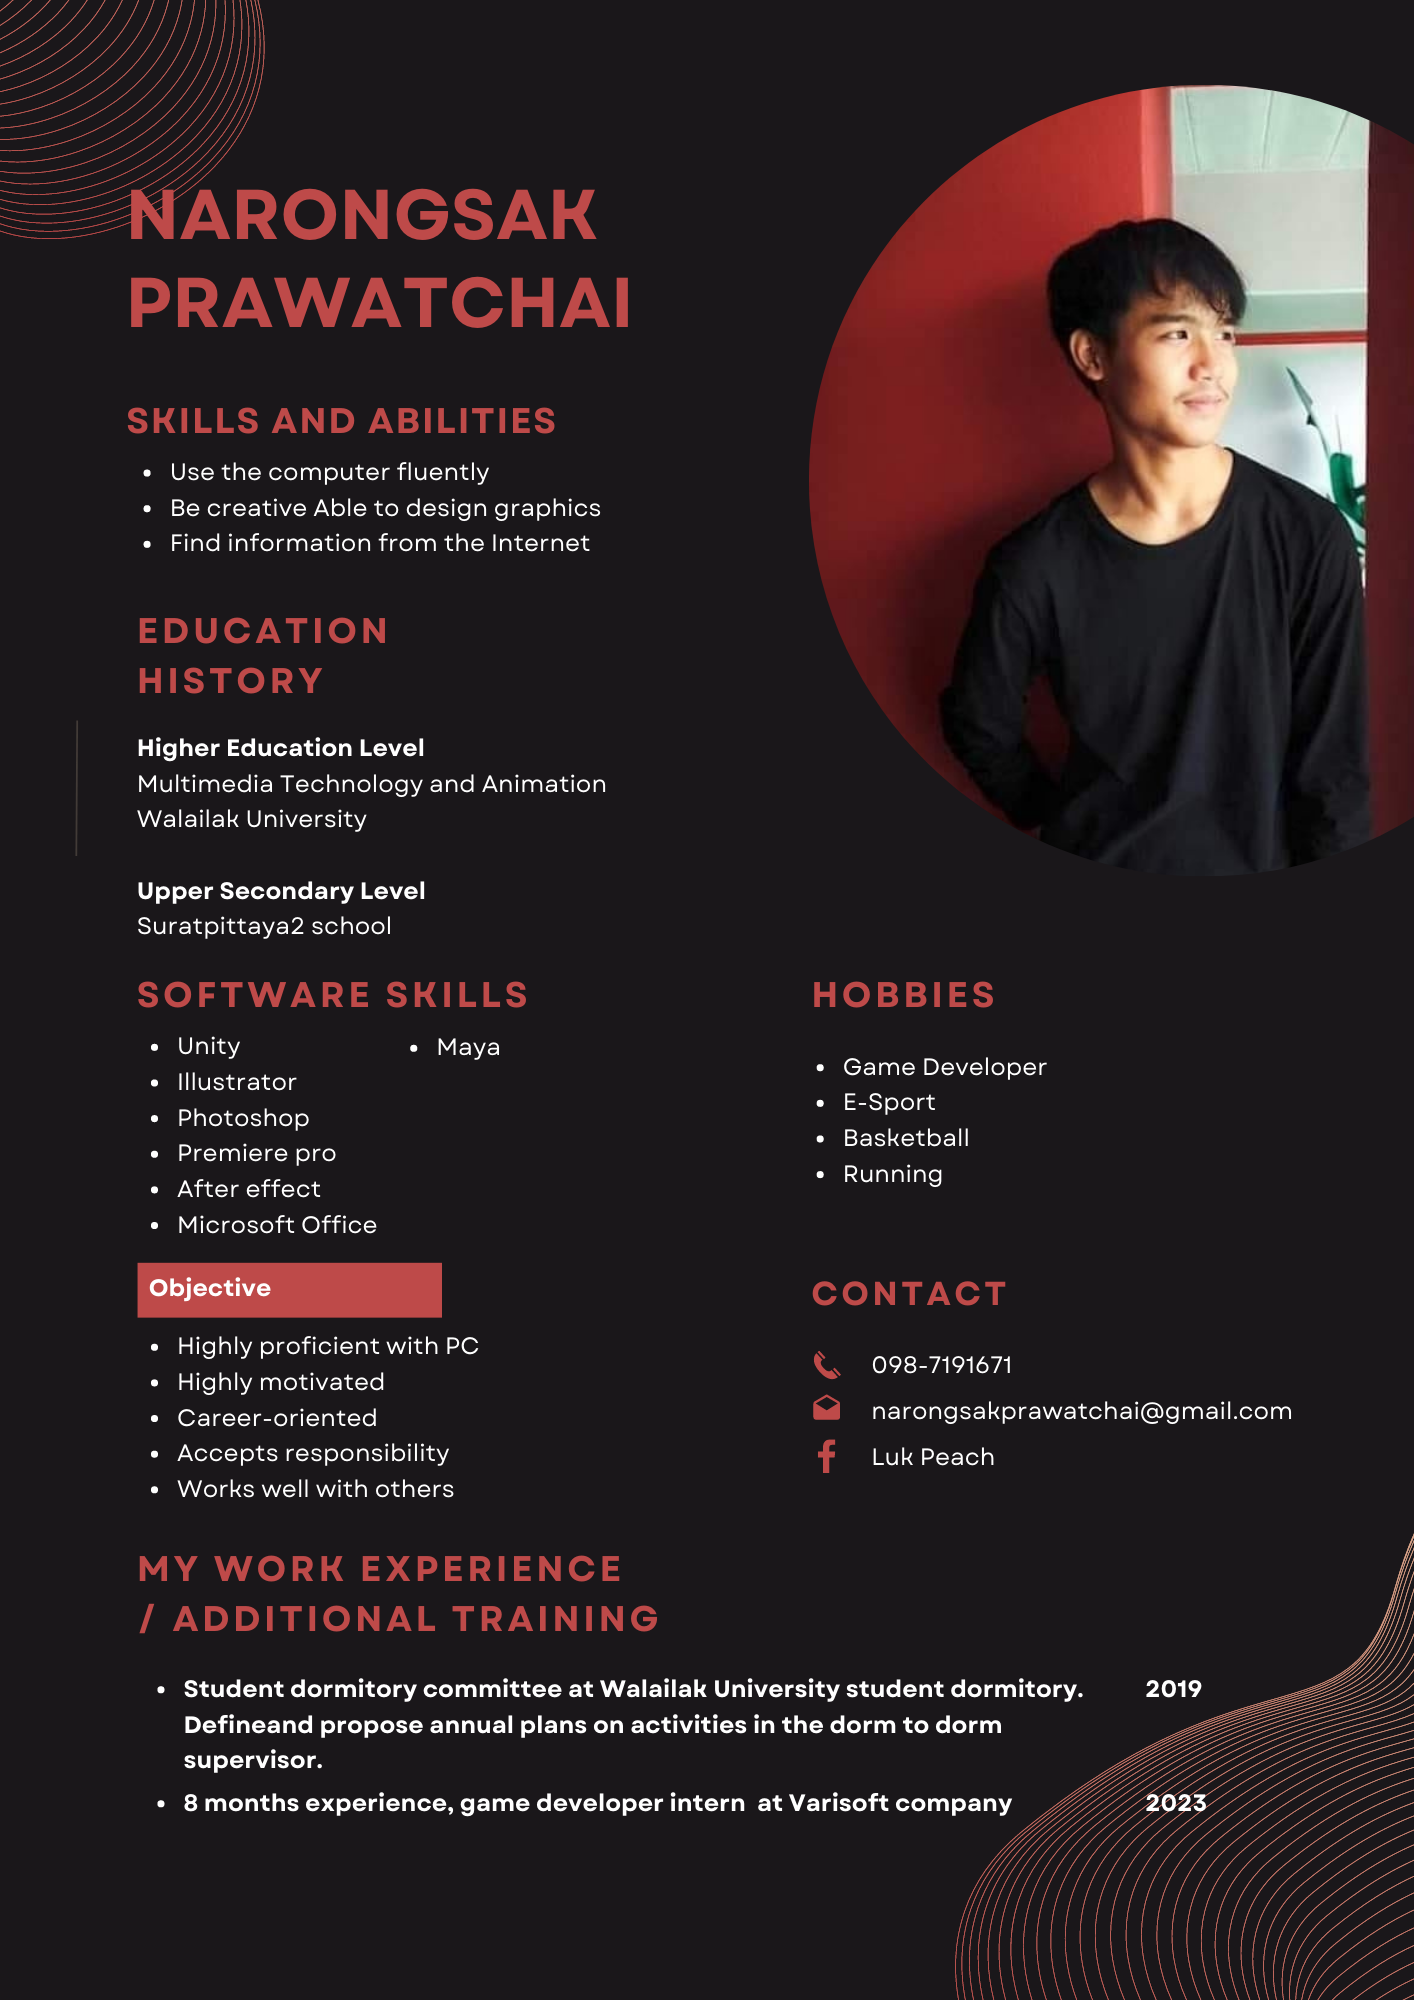 NARONGSAK
PRAWATCHAI
SKILLS AND ABILITIES
• Use the computer fluently
• Be creative Able to design graphics
• Find information from the Internet
EDUCATION
HISTORY
Higher Education Level
Multimedia Technology and Animation
Walailak University
Upper Secondary Level
Suratpittaya2 school
SOFTWARE SKILLS
• Unity
• Illustrator
• Photoshop
• Premiere pro
• After effect
• Microsoft Office
• Maya
HOBBIES
• Game Developer
• E-Sport
• Basketball
• Running
Objective
• Highly proficient with PC
• Highly motivated
• Career-oriented
• Accepts responsibility
• Works well with others
CONTACT
098-7191671
narongsakprawatchai@gmail.com
Luk Peach
MY WORK EXPERIENCE
/ ADDITIONAL TRAINING
• Student dormitory committee at Walailak University student dormitory. 2019
Defineand propose annual plans on activities in the dorm to dorm
supervisor.
• 8 months experience, game developer intern at Varisoft company 2023